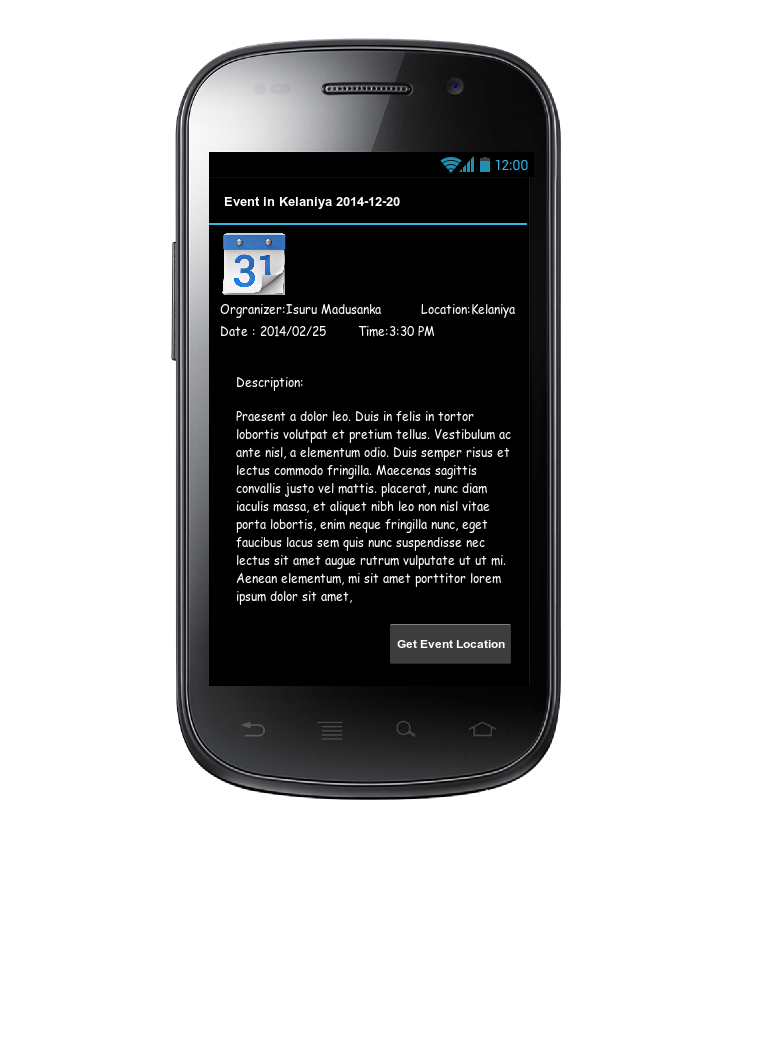 12:00
Event in Kelaniya 2014-12-20
31
Orgranizer:Isuru Madusanka Location:Kelaniya
Date : 2014/02/25 Time:3:30 PM
Description:
Praesent a dolor leo. Duis in felis in tortor
lobortis volutpat et pretium tellus. Vestibulum ac
ante nisl, a elementum odio. Duis semper risus et
lectus commodo fringilla. Maecenas sagittis
convallis justo vel mattis. placerat, nunc diam
iaculis massa, et aliquet nibh leo non nisl vitae
porta lobortis, enim neque fringilla nunc, eget
faucibus lacus sem quis nunc suspendisse nec
lectus sit amet augue rutrum vulputate ut ut mi.
Aenean elementum, mi sit amet porttitor lorem
ipsum dolor sit amet,
Get Event Location